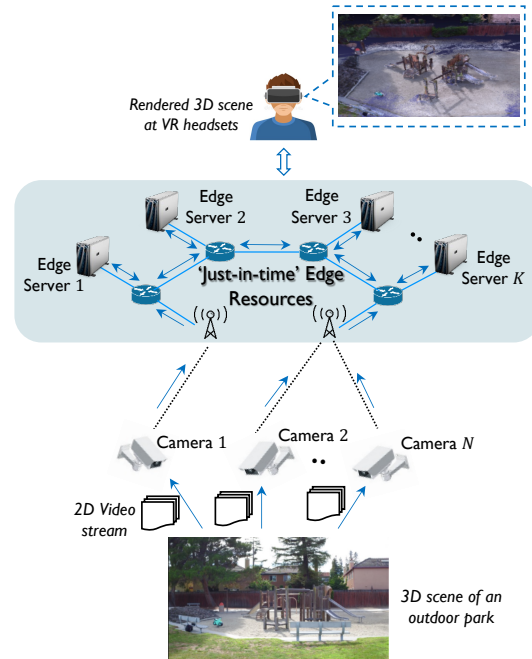 Rendered 3D scene
at VR headsets
Edge
Server 2
Edge
Server 3
Edge
Server 1
Edge
Server K
'Just-in-time' Edge
Resources
Camera 1
Camera 2
Camera N
2D Video
stream
3D scene of an
outdoor park